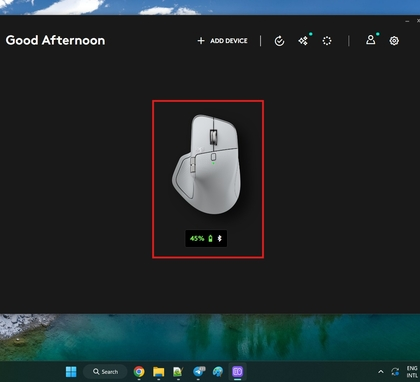 Good Afternoon
+ ADD DEVICE
45%
Search
ENG
INTL